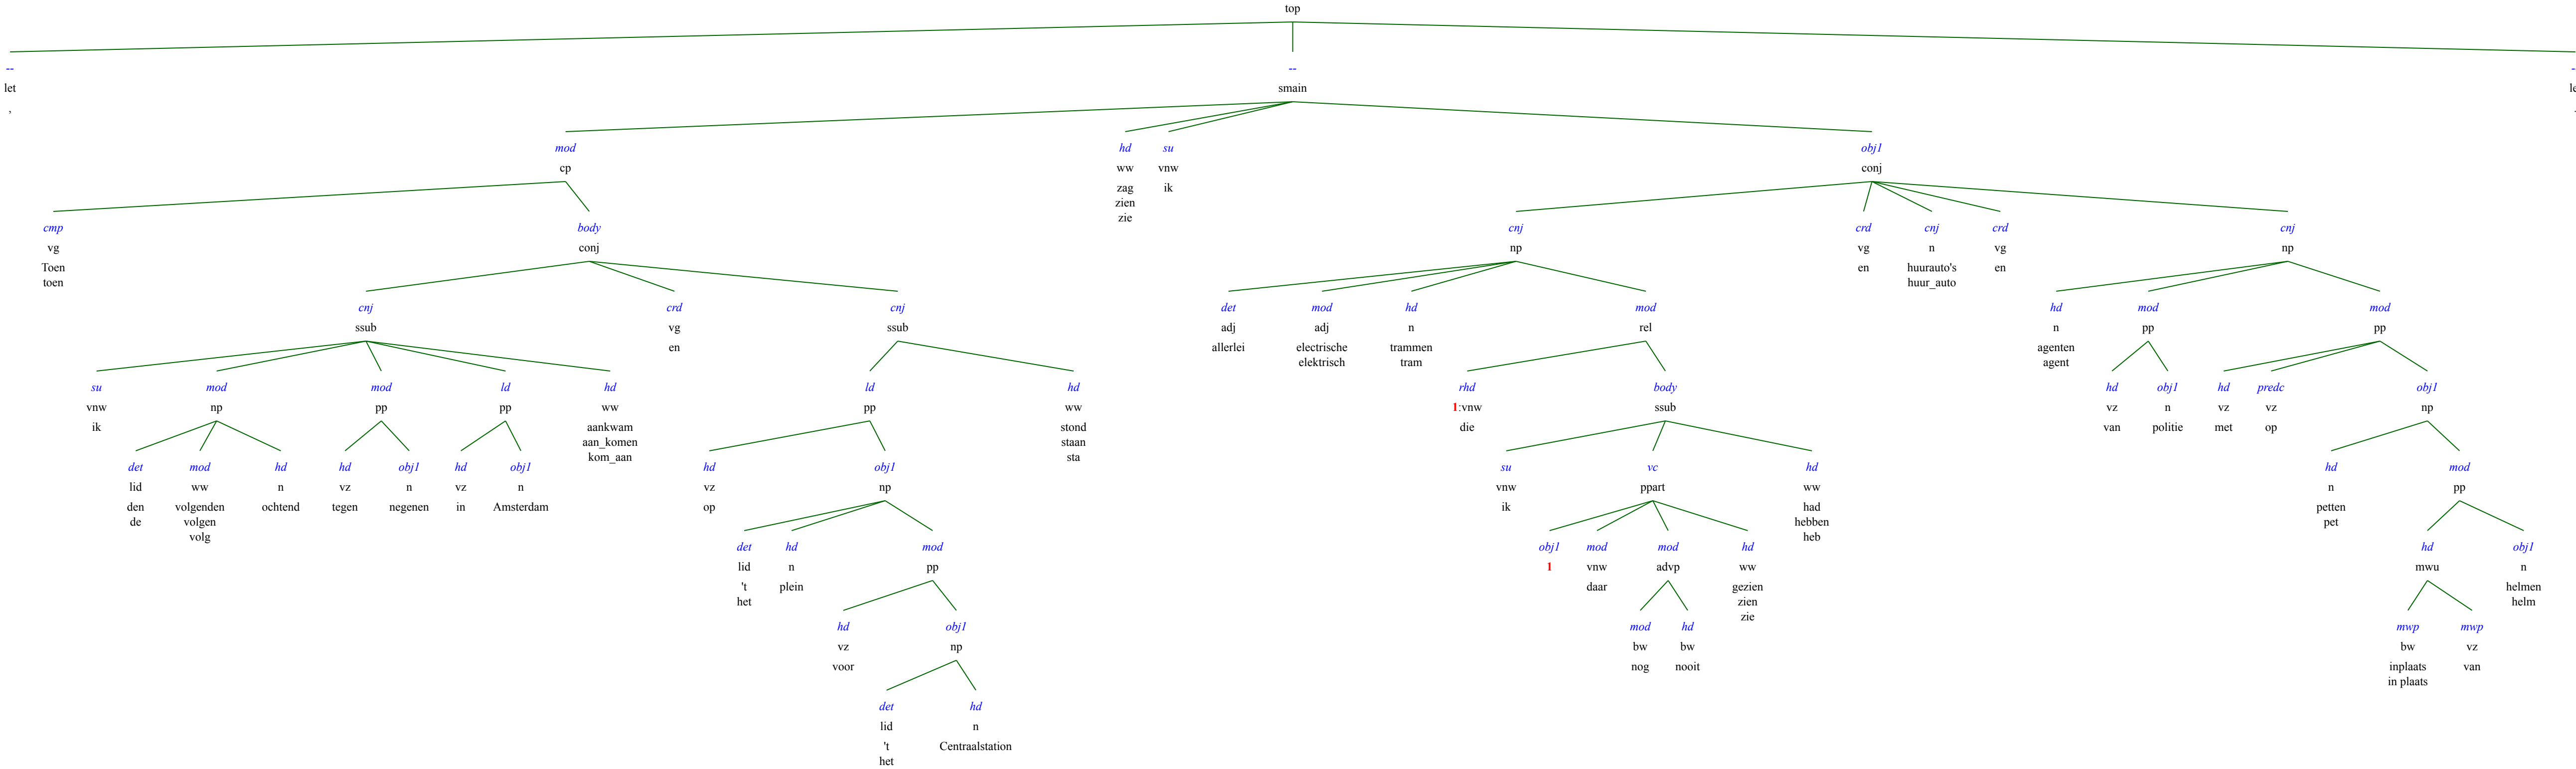 top
-- -- --
let smain le
, .
mod hd su obj1
cp ww vnw conj
zag ik
zien
zie
cmp body cnj crd cnj crd cnj
vg conj np vg n vg np
Toen en huurauto's en
toen huur_auto
cnj crd cnj det mod hd mod hd mod mod
ssub vg ssub adj adj n rel n pp pp
en allerlei electrische trammen agenten
elektrisch tram agent
su mod mod ld hd ld hd rhd body hd obj1 hd predc obj1
vnw np pp pp ww pp ww 1:vnw ssub vz n vz vz np
ik aankwam stond die van politie met op
aan_komen staan
kom_aan sta
det mod hd hd obj1 hd obj1 hd obj1 su vc hd hd mod
lid ww n vz n vz n vz np vnw ppart ww n pp
den volgenden ochtend tegen negenen in Amsterdam op ik had petten
de volgen hebben pet
volg heb
det hd mod obj1 mod mod hd hd obj1
lid n pp 1 vnw advp ww mwu n
't plein daar gezien helmen
het zien helm
zie
hd obj1 mod hd mwp mwp
vz np bw bw bw vz
voor nog nooit inplaats van
in plaats
det hd
lid n
't Centraalstation
het